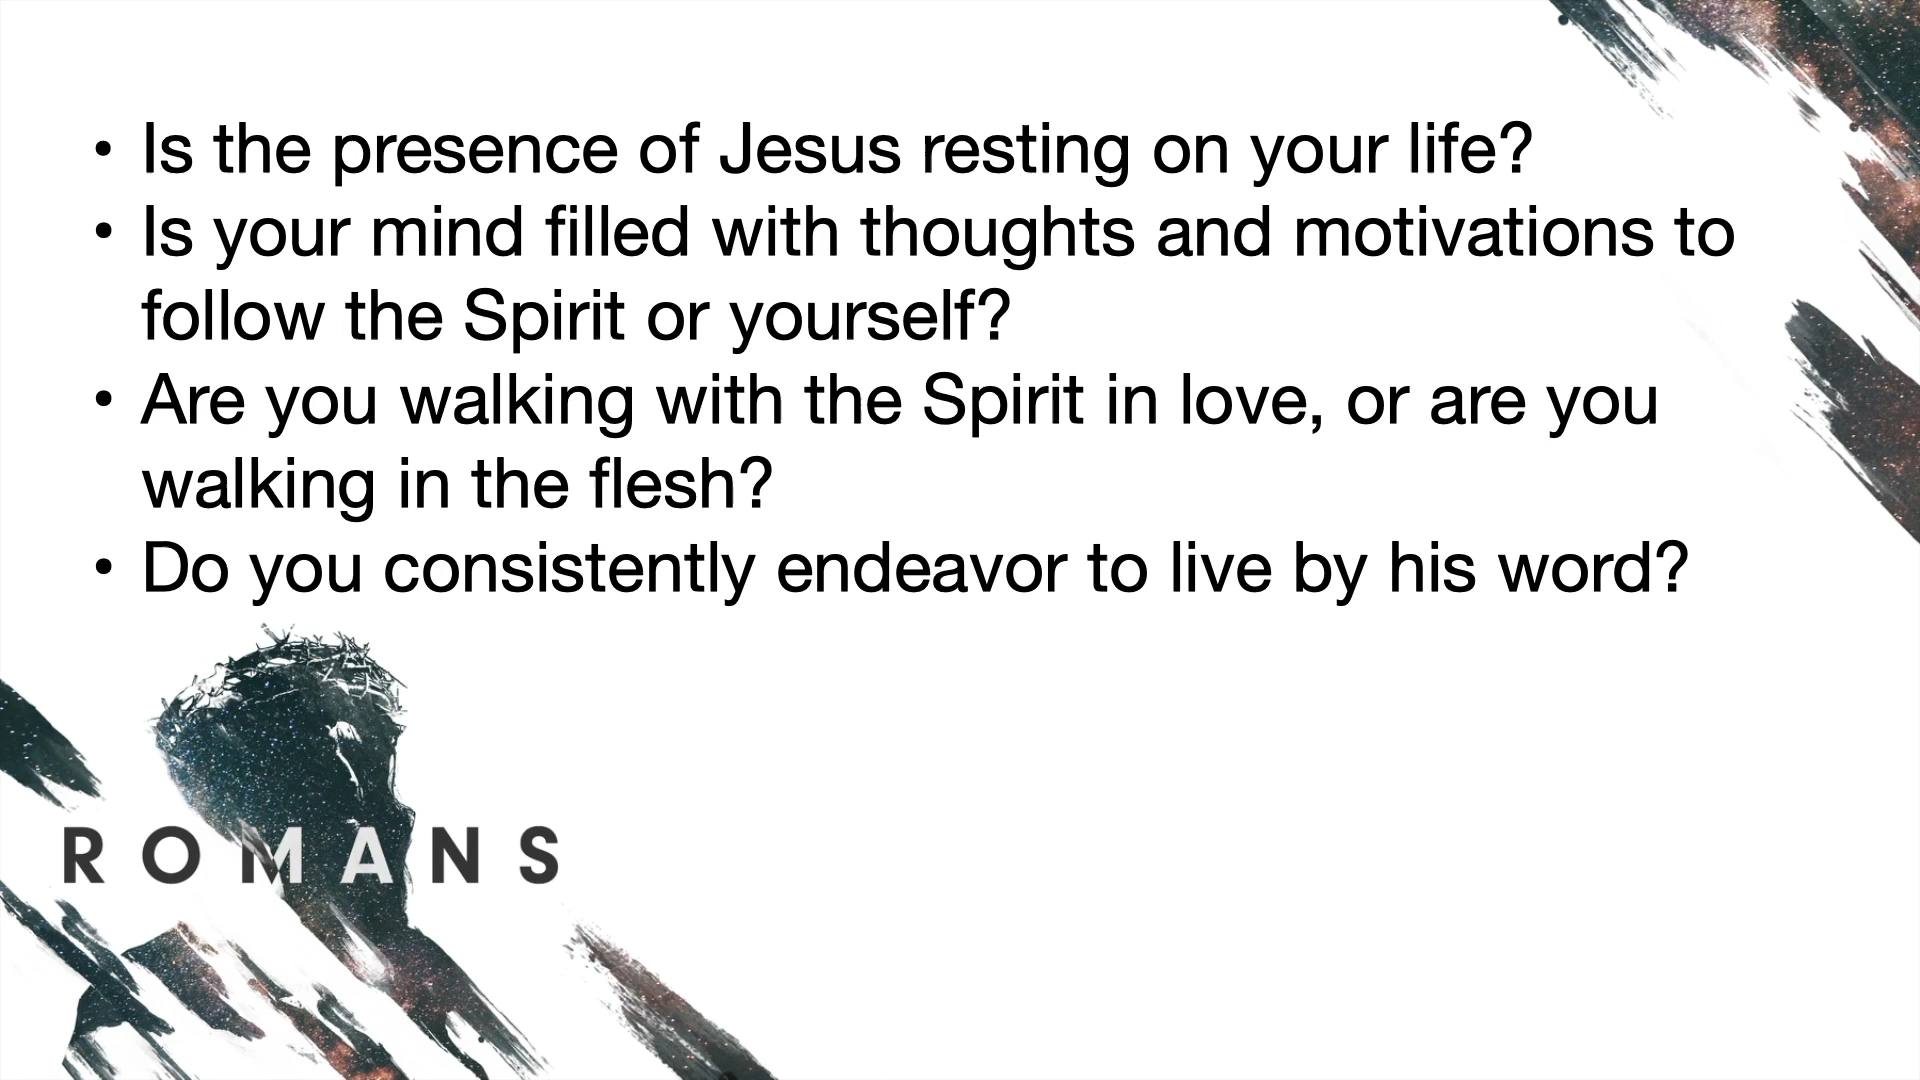 • Is the presence of Jesus resting on your life?
• Is your mind filled with thoughts and motivations to
follow the Spirit or yourself?
• Are you walking with the Spirit in love, or are you
walking in the flesh?
• Do you consistently endeavor to live by his word?
ROMANS